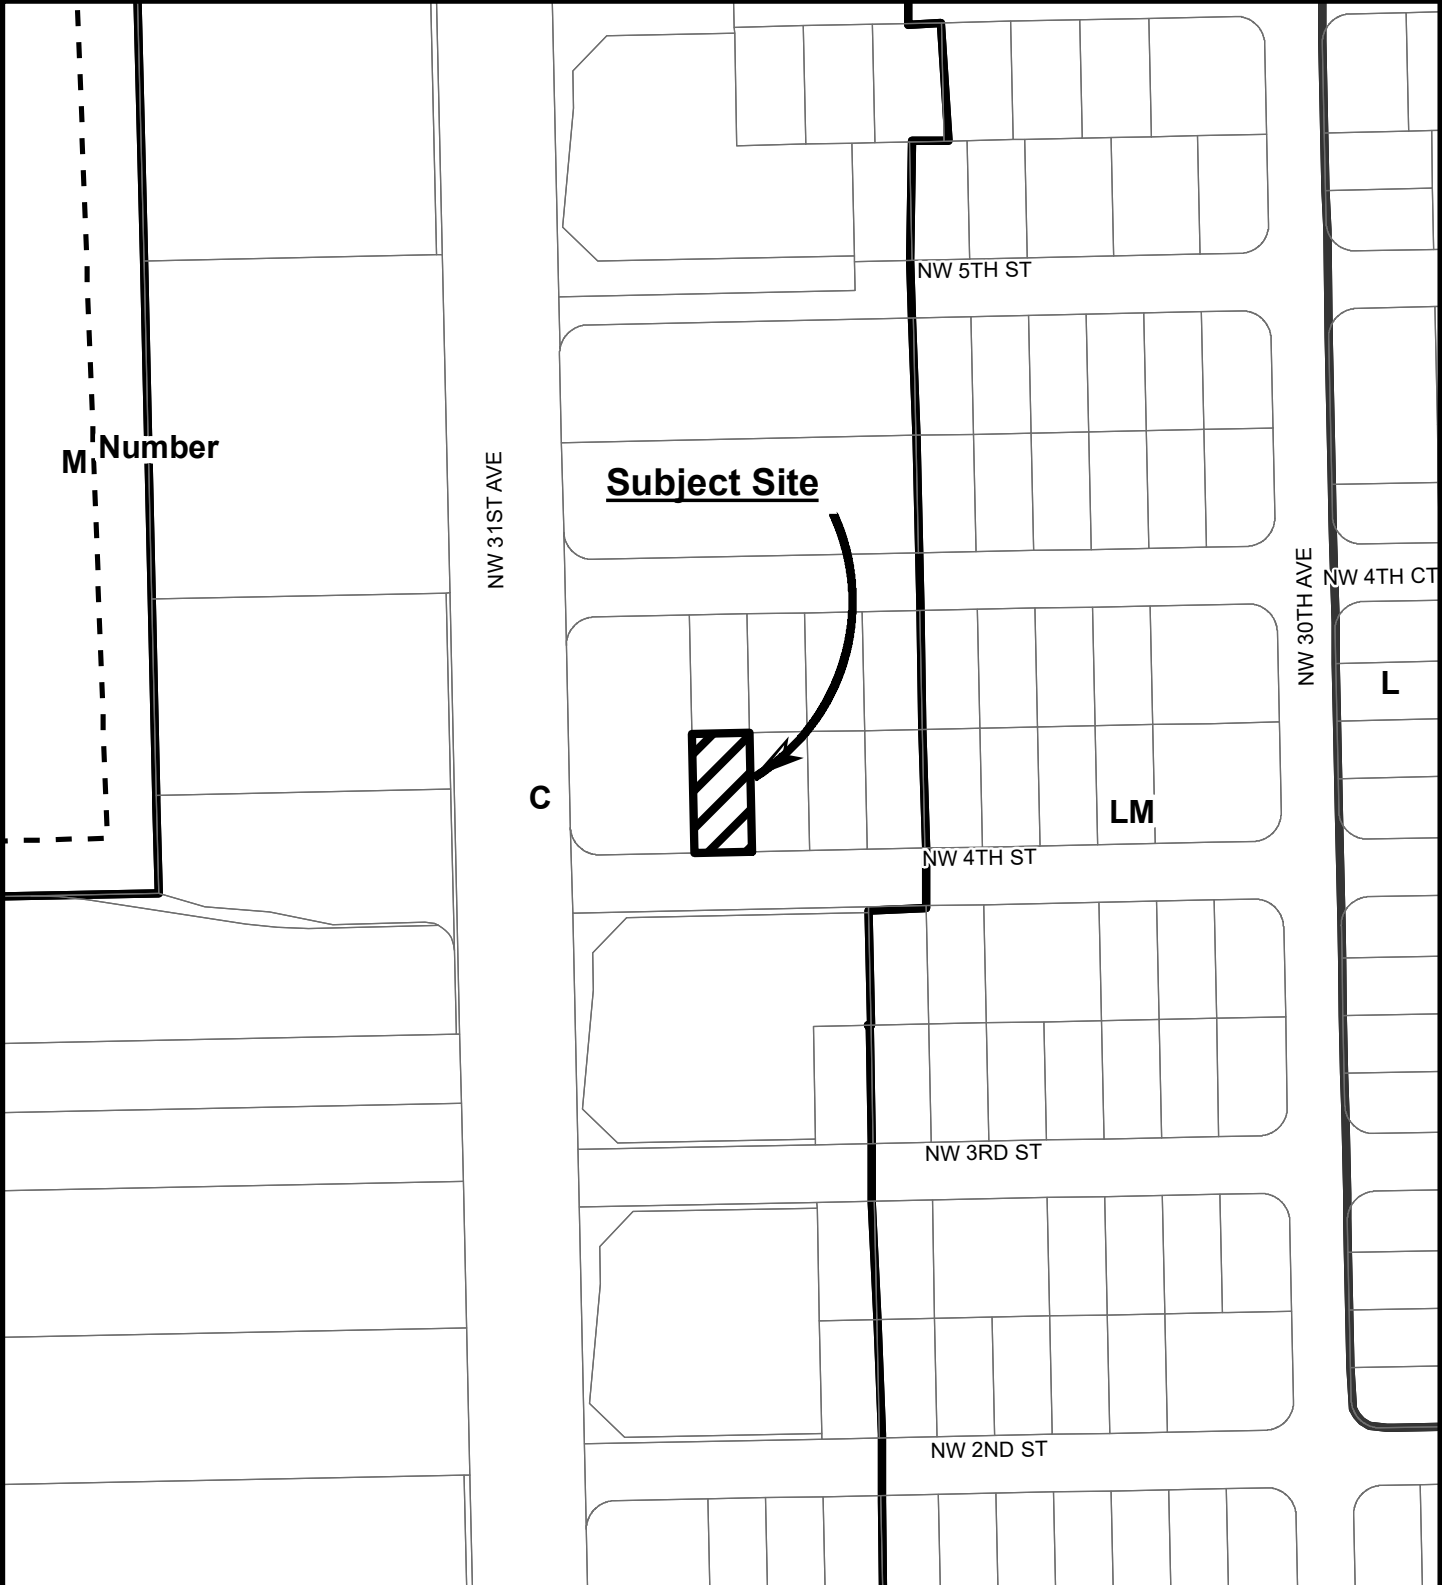 NW 5TH ST
M
Number
Subject Site
NW 31ST AVE
NW 30TH AVE
NW 4TH CT
L
C
LM
NW 4TH ST
NW 3RD ST
NW 2ND ST